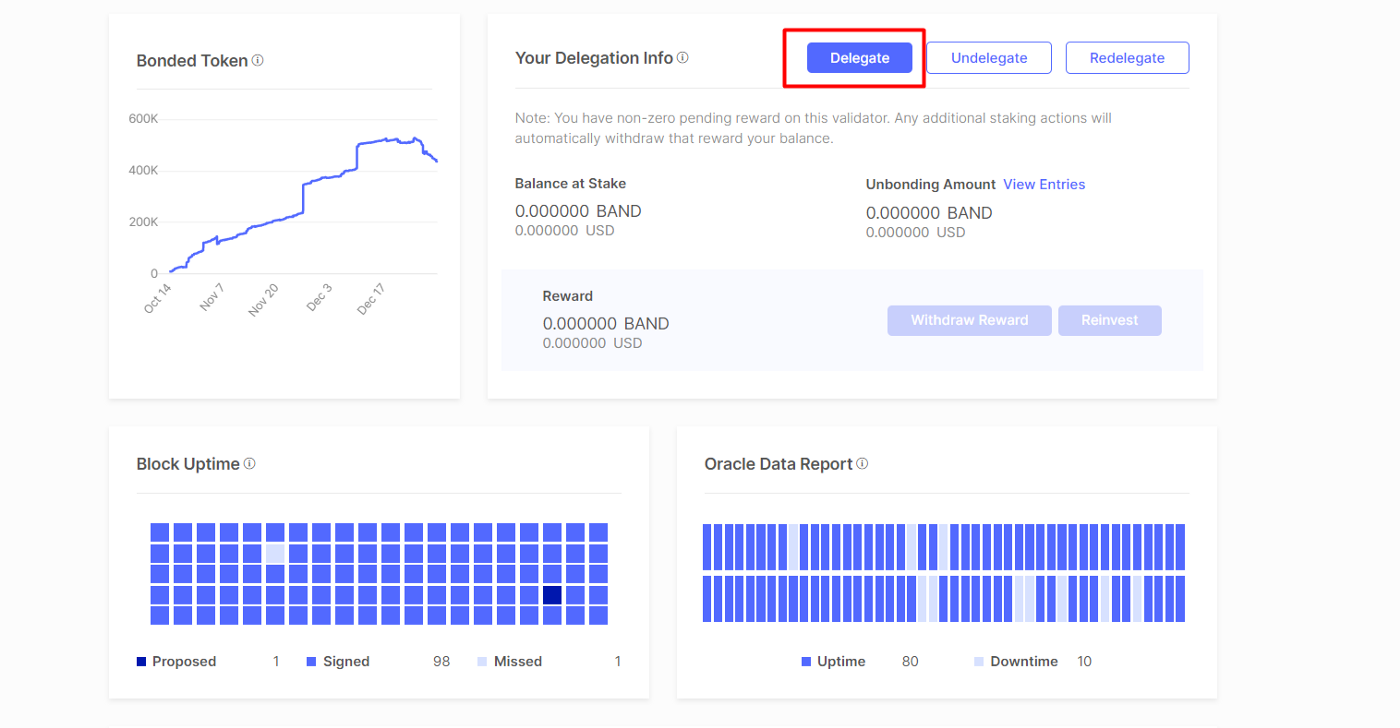 Bonded Token
600K
400K
200K
0
Oct 14
Nov 7
Nov 20
Dec 3
Dec 17
Your Delegation Info
Delegate
Undelegate
Redelegate
Note: You have non-zero pending reward on this validator. Any additional staking actions will
automatically withdraw that reward your balance.
Balance at Stake
0.000000 BAND
0.000000 USD
Unbonding Amount View Entries
0.000000 BAND
0.000000 USD
Reward
0.000000 BAND
0.000000 USD
Withdraw Reward
Reinvest
Block Uptime
Proposed 1 Signed 98 Missed 1
Oracle Data Report
Uptime 80 Downtime 10